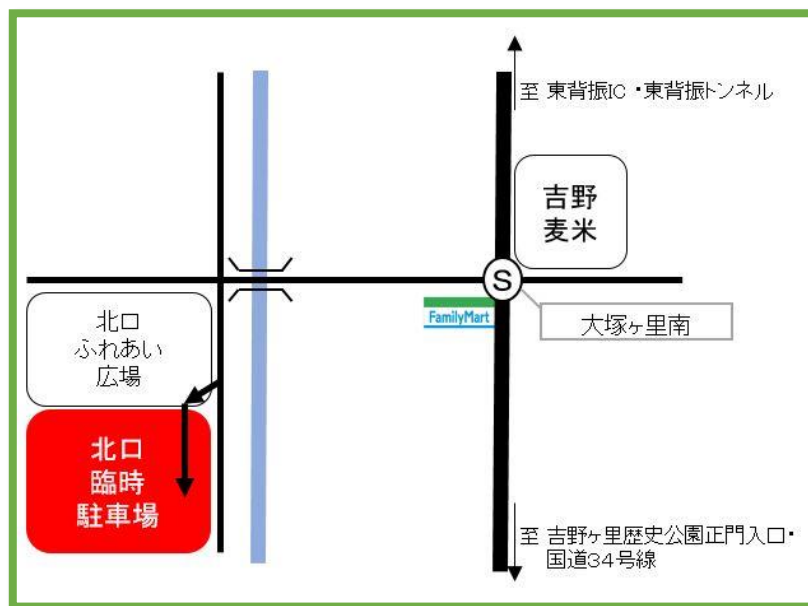 至 東背振IC・東背振トンネル
吉野
麦米
S
FamilyMart
大塚ヶ里南
北口
ふれあい
広場
北口
臨時
駐車場
至 吉野ヶ里歴史公園正門入口・
国道34号線